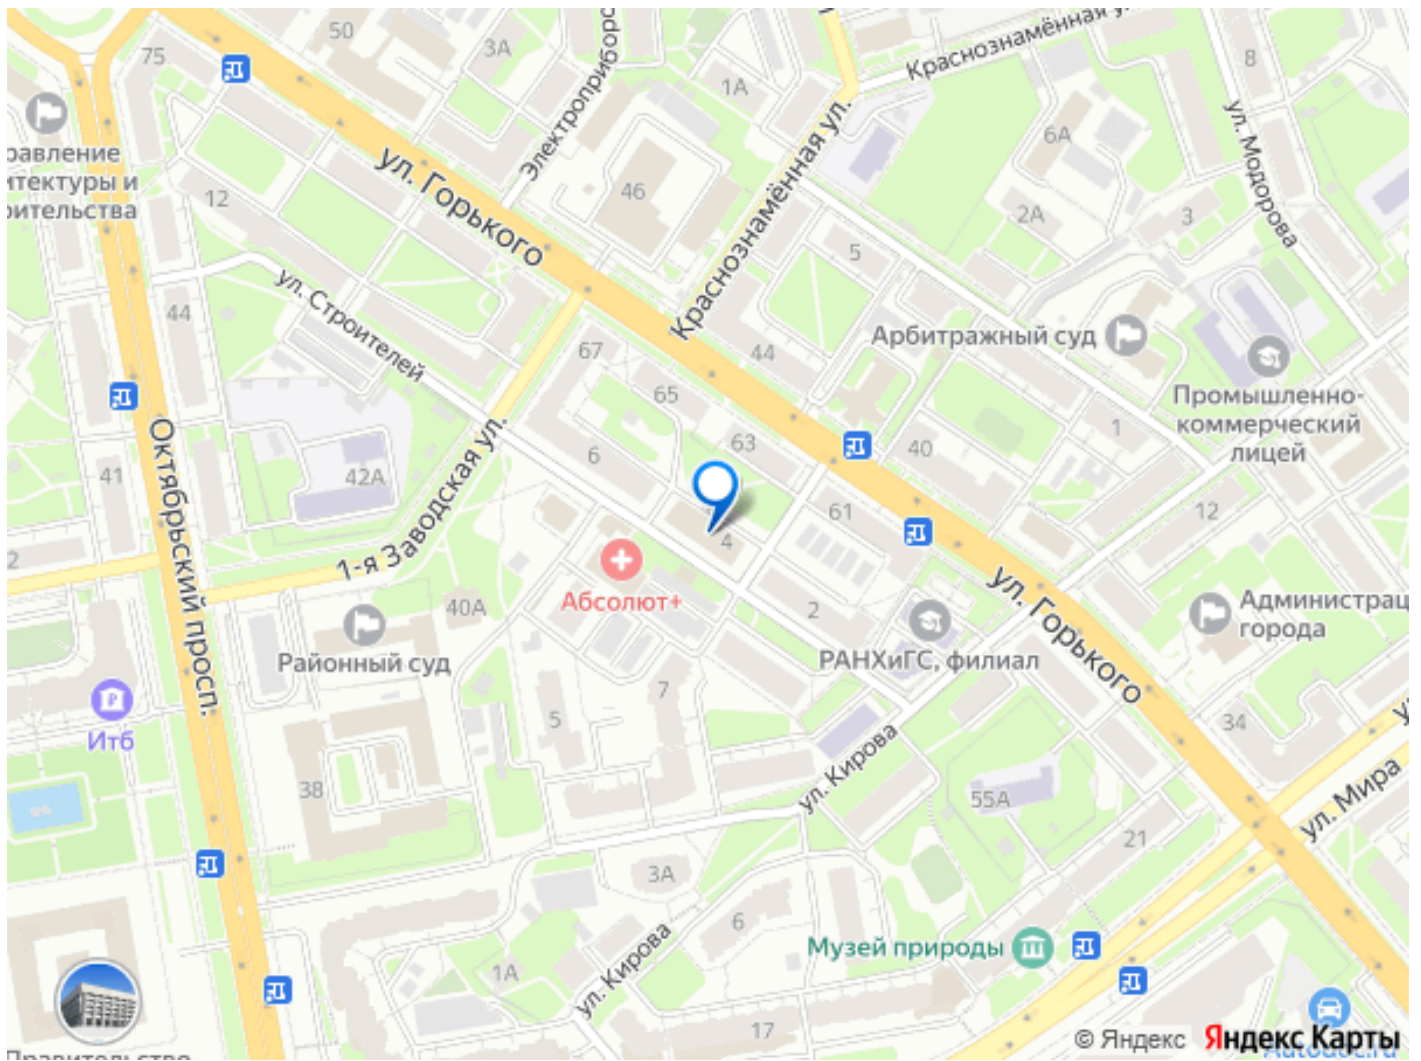 50
3А
75
Электроприборо
1А
Краснознамённая у
8
равление
итектуры и
оительства
12
ул. Горького
46
Краснознамённая ул.
6А
ул. Модорова
2А
3
5
ул. Строителей
44
67
65
44
Арбитражный суд
Промышленно-
коммерческий
лицей
1
40
63
6
41
42А
Октябрьский просп.
1-я Заводская ул.
4
61
12
2
Абсолют+
40А
Районный суд
2
РАНХиГС, филиал
ул. Горького
Администрац
города
7
5
Итб
38
34
ул. Кирова
55А
ул. Мира
21
3А
6
ул. Кирова
1А
Музей природы
17
Правительство
© Яндекс Яндекс Карты